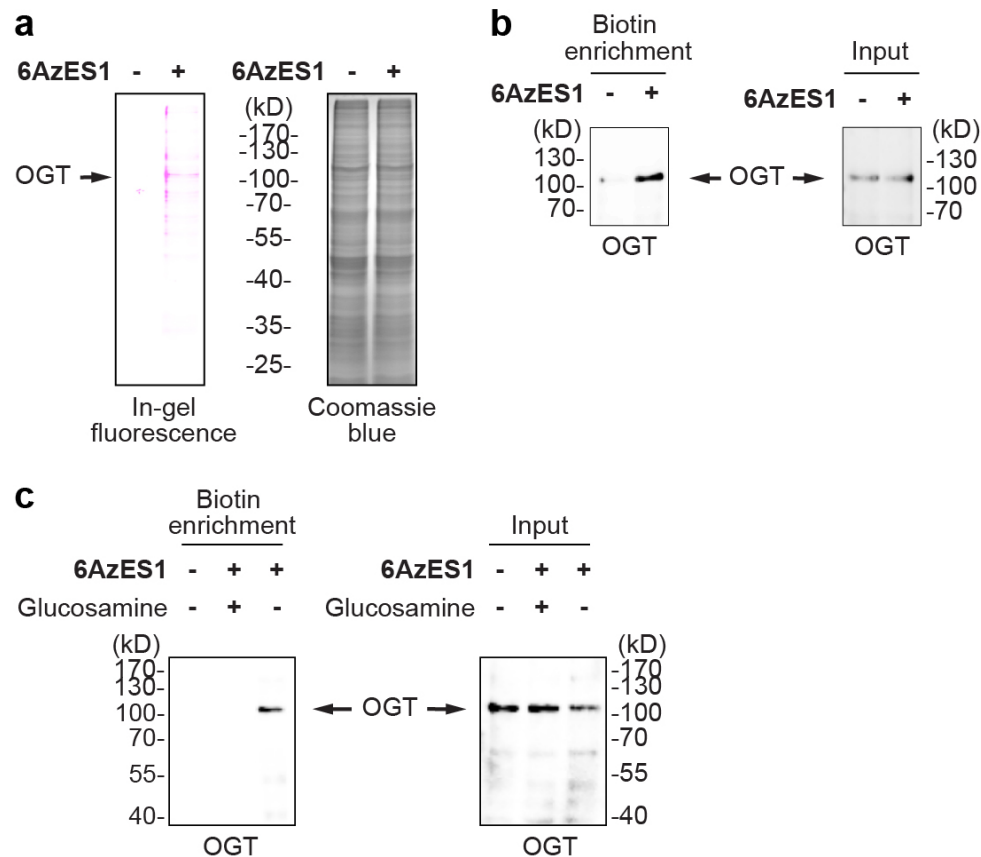 a
6AzES1 - +
6AzES1 - +
(kD)
-170-
-130-
OGT
-100-
-70-
-55-
-40-
-35-
-25-
In-gel
fluorescence
Coomassie
blue
b
Biotin
enrichment
Input
6AzES1 - +
6AzES1 - +
(kD)
130-
100-
70-
OGT
(kD)
-130
-100
-70
OGT
OGT
c
Biotin
enrichment
Input
6AzES1 - + +
6AzES1 - + +
Glucosamine - + -
Glucosamine - + -
(kD)
170-
130-
100-
70-
55-
40-
OGT
(kD)
-170
-130
-100
-70
-55
-40
OGT
OGT